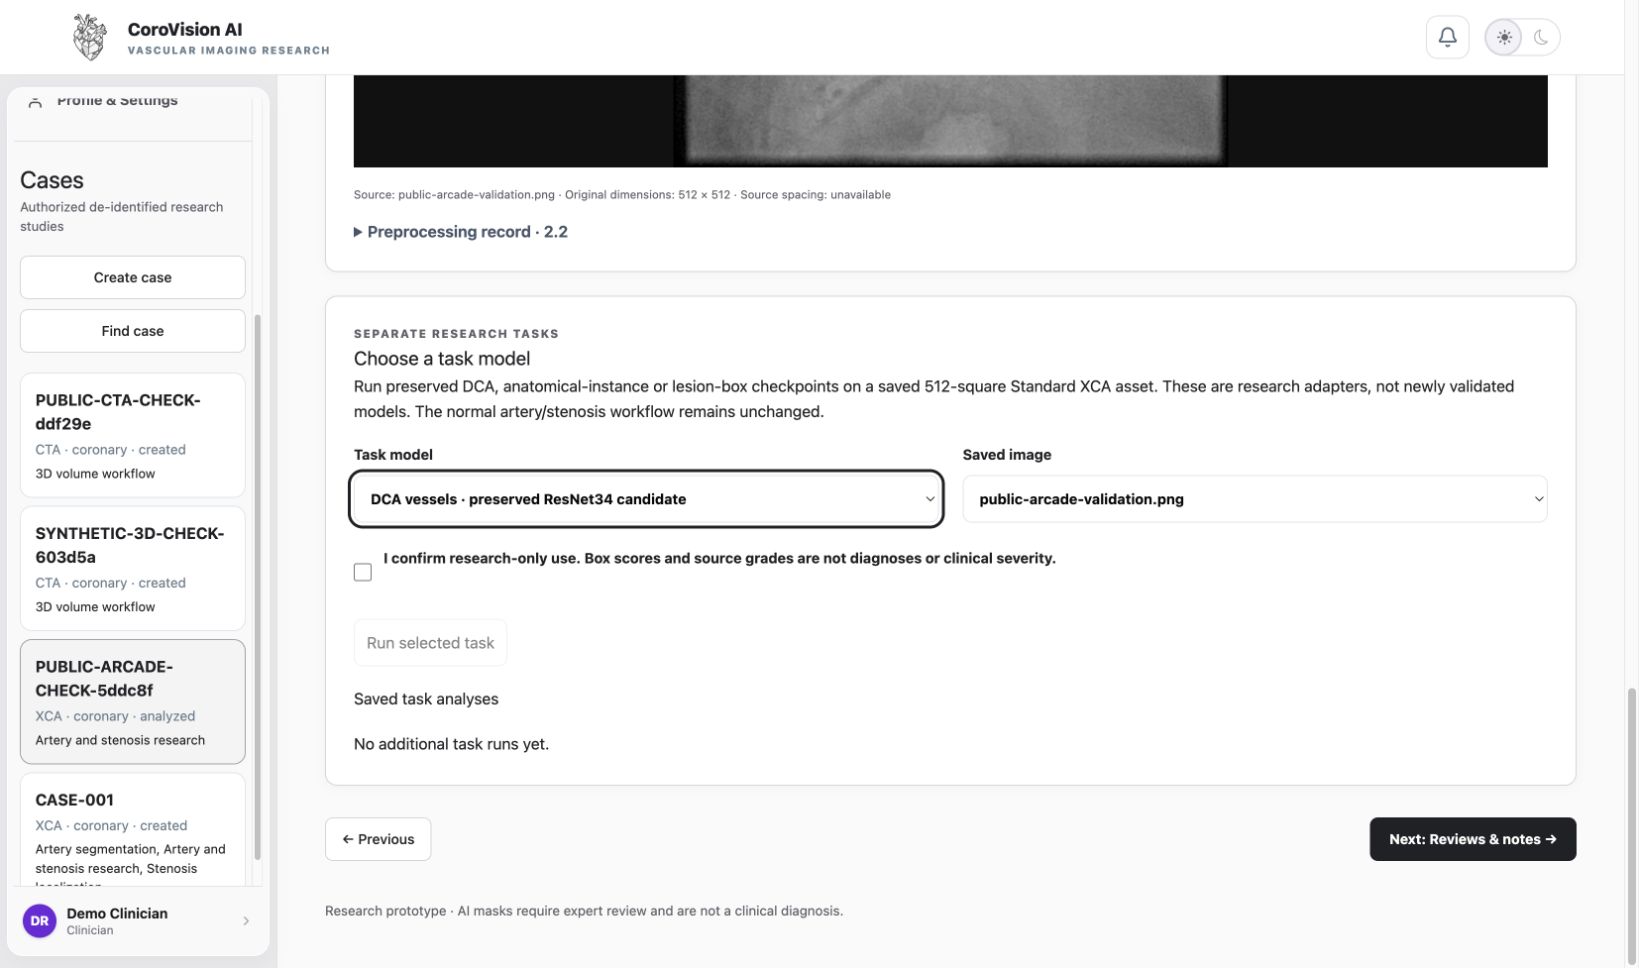 CoroVision AI
VASCULAR IMAGING RESEARCH
Profile & Settings
Cases
Authorized de-identified research
studies
Create case
Find case
PUBLIC-CTA-CHECK-
ddf29e
CTA · coronary · created
3D volume workflow
SYNTHETIC-3D-CHECK-
603d5a
CTA · coronary · created
3D volume workflow
PUBLIC-ARCADE-
CHECK-5ddc8f
XCA · coronary · analyzed
Artery and stenosis research
CASE-001
XCA · coronary · created
Artery segmentation, Artery and
stenosis research, Stenosis
localization
DR
Demo Clinician
Clinician
Source: public-arcade-validation.png · Original dimensions: 512 × 512 · Source spacing: unavailable
Preprocessing record · 2.2
SEPARATE RESEARCH TASKS
Choose a task model
Run preserved DCA, anatomical-instance or lesion-box checkpoints on a saved 512-square Standard XCA asset. These are research adapters, not newly validated
models. The normal artery/stenosis workflow remains unchanged.
Task model
DCA vessels · preserved ResNet34 candidate
Saved image
public-arcade-validation.png
I confirm research-only use. Box scores and source grades are not diagnoses or clinical severity.
Run selected task
Saved task analyses
No additional task runs yet.
← Previous
Next: Reviews & notes →
Research prototype · AI masks require expert review and are not a clinical diagnosis.